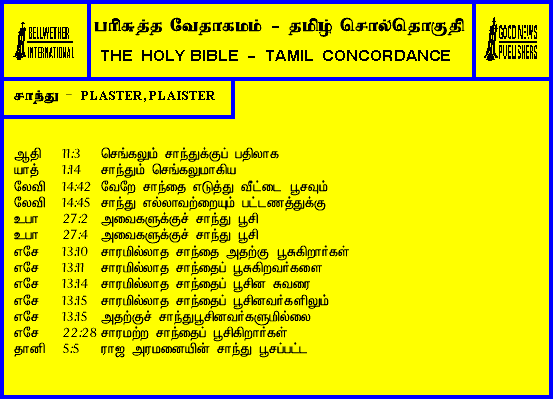 BELLWETHER
INTERNATIONAL
பரிசுத்த வேதாகமம் - தமிழ் சொல்தொகுதி
THE HOLY BIBLE - TAMIL CONCORDANCE
GOOD NEWS
PUBLISHERS
சாந்து - PLASTER, PLAISTER
ஆதி 11:3 செங்கலும் சாந்துக்குப் பதிலாக
யாத் 1:14 சாந்தும் செங்கலுமாகிய
லேவி 14:42 வேறே சாந்தை எடுத்து வீட்டை பூசவும்
லேவி 14:45 சாந்து எல்லாவற்றையும் பட்டணத்துக்கு
உபா 27:2 அவைகளுக்குச் சாந்து பூசி
உபா 27:4 அவைகளுக்குச் சாந்து பூசி
எசே 13:10 சாரமில்லாத சாந்தை அதற்கு பூசுகிறார்கள்
எசே 13:11 சாரமில்லாத சாந்தைப் பூசுகிறவர்களை
எசே 13:14 சாரமில்லாத சாந்தைப் பூசின சுவரை
எசே 13:15 சாரமில்லாத சாந்தைப் பூசினவர்களிலும்
எசே 13:15 அதற்குச் சாந்துபூசினவர்களுமில்லை
எசே 22:28 சாரமற்ற சாந்தைப் பூசிகிறார்கள்
தானி 5:5 ராஜ அரமனையின் சாந்து பூசப்பட்ட